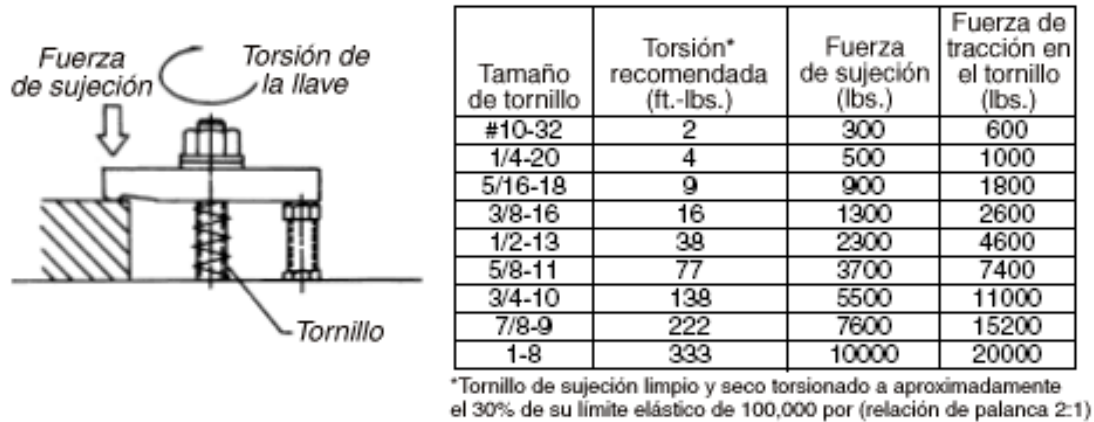 Fuerza
de sujeción
Torsión de
la llave
Tornillo
Tamaño
de tornillo
Torsión*
recomendada
(ft.-lbs.)
Fuerza
de sujeción
(lbs.)
Fuerza de
tracción en
el tornillo
(lbs.)
#10-32 2 300 600
1/4-20 4 500 1000
5/16-18 9 900 1800
3/8-16 16 1300 2600
1/2-13 38 2300 4600
5/8-11 77 3700 7400
3/4-10 138 5500 11000
7/8-9 222 7600 15200
1-8 333 10000 20000
*Tornillo de sujeción limpio y seco torsionado a aproximadamente
el 30% de su límite elástico de 100,000 por (relación de palanca 2:1)